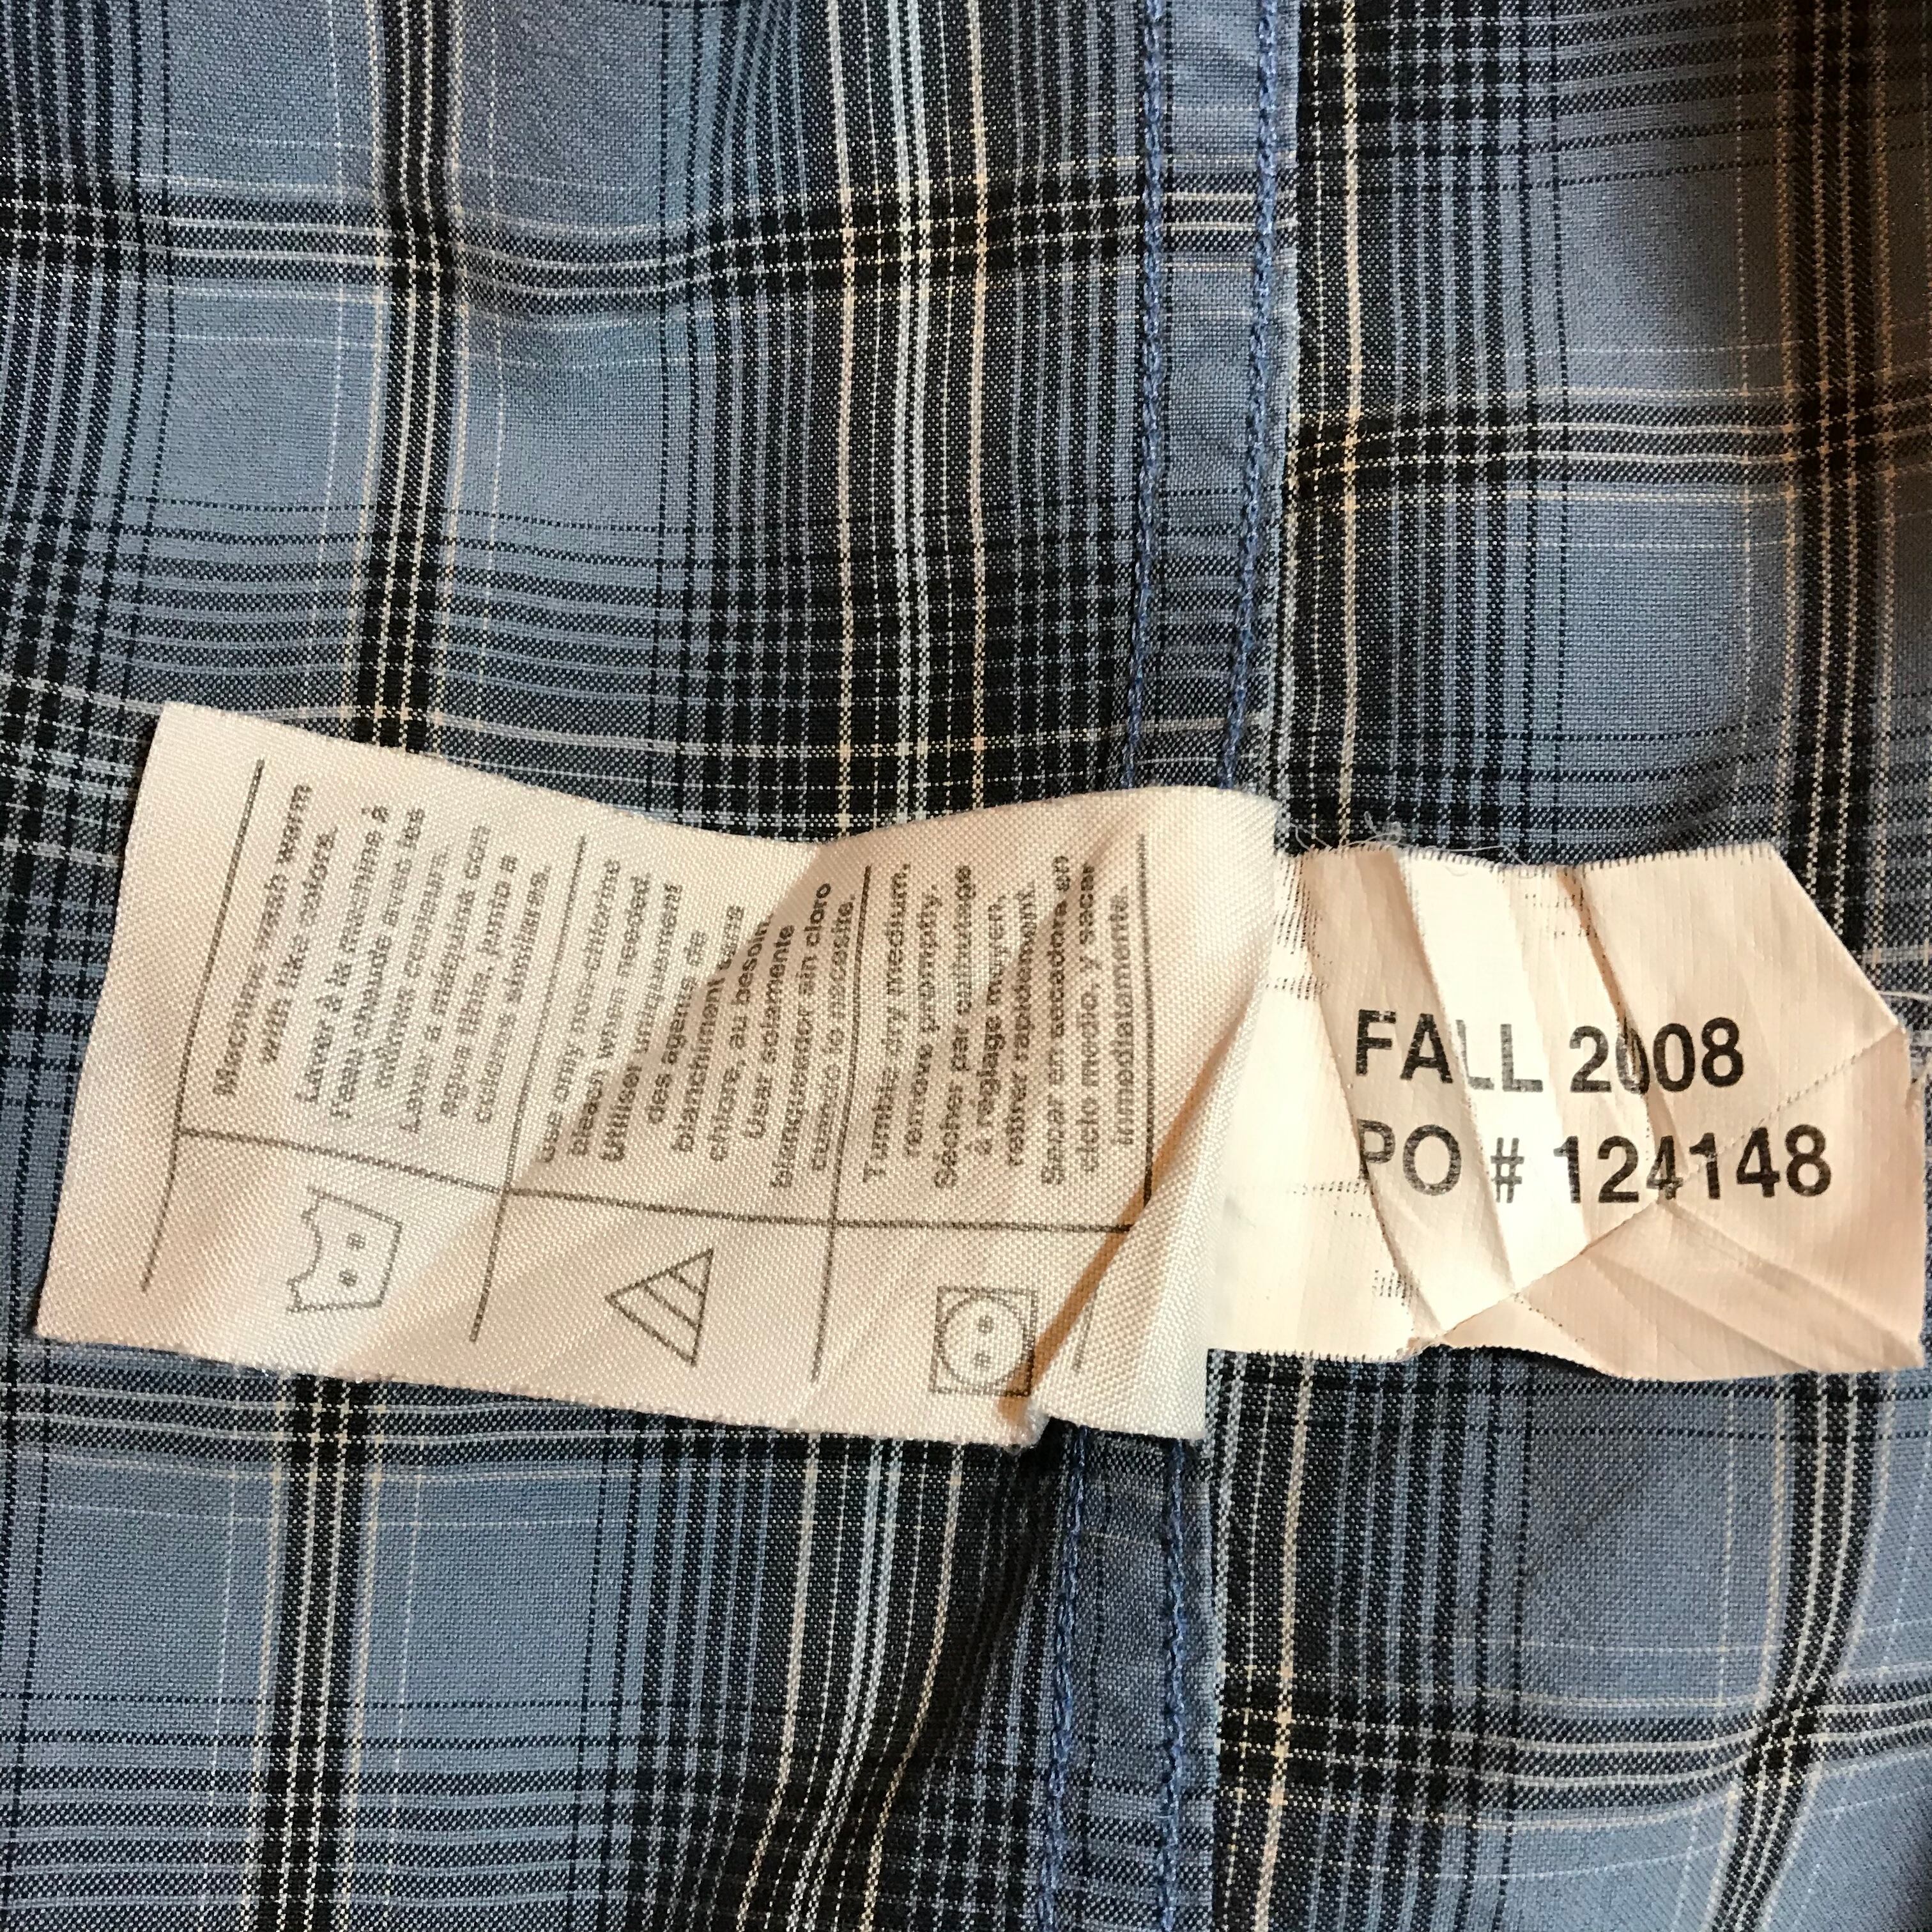 Machine wash warm
with like colors.
Laver à la machine à
l'eau chaude avec les
mêmes couleurs.
Lavar a máquina con
agua tibia, junto a
colores similares.
Use only non-chlorine
bleach when needed.
Utiliser uniquement
des agents de
blanchiment sans
chlore, au besoin.
Usar solamente
blanqueador sin cloro
cuando lo necesite.
Tumble dry medium,
remove promptly.
Sécher par culbutage
à réglage moyen,
retirer rapidement.
Secar en secadora en
ciclo medio, y sacar
inmediatamente.
FALL 2008
PO # 124148